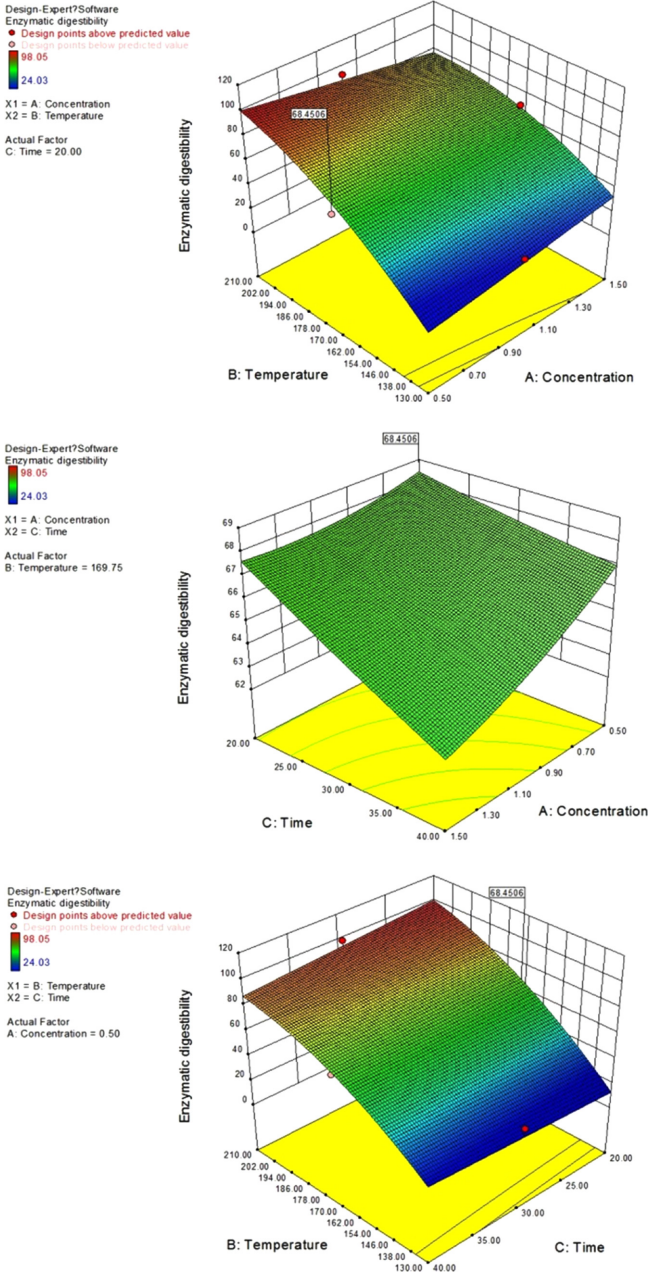 Design-Expert?Software
Enzymatic digestibility
Design points above predicted value
Design points below predicted value
98.05
24.03
X1 = A: Concentration
X2 = B: Temperature
Actual Factor
C: Time = 20.00
68.4506
Enzymatic digestibility
120
100
80
60
40
20
0
210.00
202.00
194.00
186.00
178.00
170.00
162.00
154.00
146.00
138.00
130.00
0.50
0.70
0.90
1.10
1.30
1.50
B: Temperature
A: Concentration
Design-Expert?Software
Enzymatic digestibility
98.05
24.03
X1 = A: Concentration
X2 = C: Time
Actual Factor
B: Temperature = 169.75
68.4506
Enzymatic digestibility
69
68
67
66
65
64
63
62
20.00
25.00
30.00
35.00
40.00
1.50
1.30
1.10
0.90
0.70
0.50
C: Time
A: Concentration
Design-Expert?Software
Enzymatic digestibility
Design points above predicted value
Design points below predicted value
98.05
24.03
X1 = B: Temperature
X2 = C: Time
Actual Factor
A: Concentration = 0.50
68.4506
Enzymatic digestibility
120
100
80
60
40
20
0
210.00
202.00
194.00
186.00
178.00
170.00
162.00
154.00
146.00
138.00
130.00
40.00
35.00
30.00
25.00
20.00
B: Temperature
C: Time